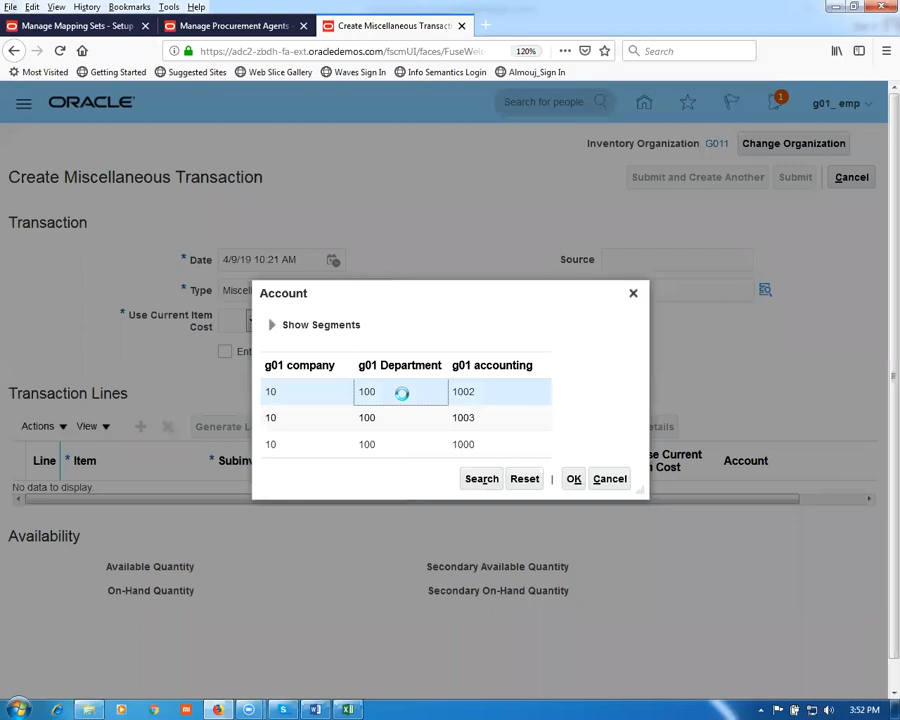 File Edit View History Bookmarks Tools Help
Manage Mapping Sets - Setup Manage Procurement Agents - Create Miscellaneous Transact
https://adc2-zbdh-fa-ext.oracledemos.com/fscmUI/faces/FuseWel 120% Search
Most Visited Getting Started Suggested Sites Web Slice Gallery Waves Sign In Info Semantics Login Almouj_Sign In
ORACLE Search for people 1 g01_ emp
Inventory Organization G011 Change Organization
Create Miscellaneous Transaction Submit and Create Another Submit Cancel
Transaction
* Date 4/9/19 10:21 AM Source
* Type Miscel
* Use Current Item
Cost
Ent
Account
Show Segments
g01 company g01 Department g01 accounting
10 100 1002
10 100 1003
10 100 1000
Search Reset | OK Cancel
Transaction Lines
Actions View Generate L etails
Line * Item * Subinv se Current
m Cost Account
No data to display.
Availability
Available Quantity Secondary Available Quantity
On-Hand Quantity Secondary On-Hand Quantity
3:52 PM